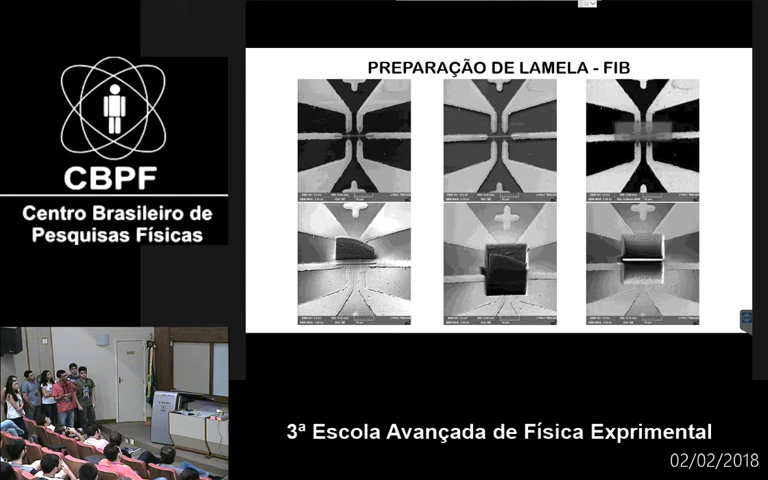 PREPARAÇÃO DE LAMELA - FIB
CBPF
Centro Brasileiro de
Pesquisas Físicas
3ª Escola Avançada de Física Exprimental
02/02/2018